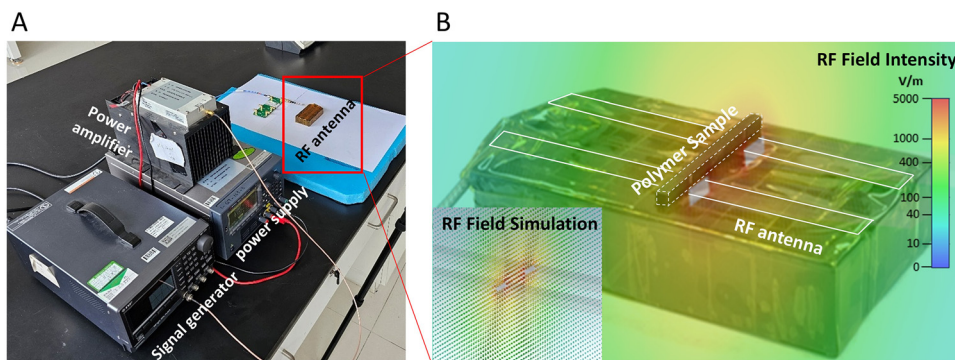 A
Power
amplifier
RF antenna
power supply
Signal generator
B
RF Field Intensity
V/m
5000
1000
400
100
40
10
0
Polymer Sample
RF antenna
RF Field Simulation